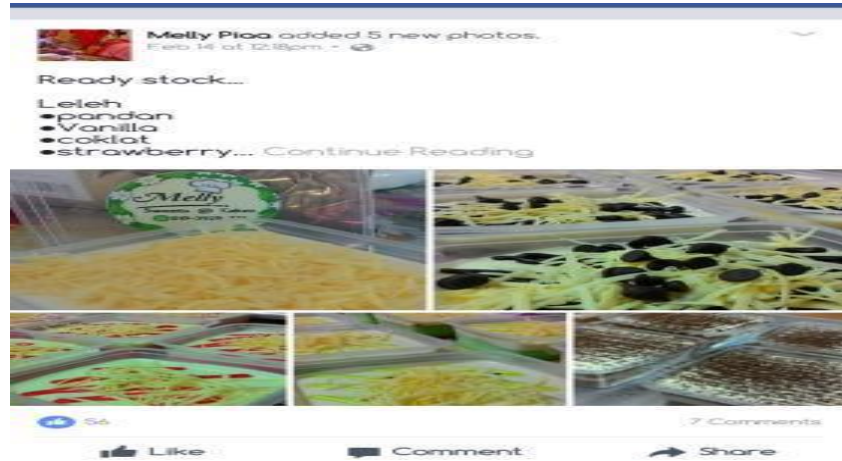 Melly Piaa added 5 new photos.
Feb 14 at 12:18pm •
Ready stock...
Leleh
•pandan
•Vanilla
•coklat
•strawberry... Continue Reading
Melly
56
7 Comments
Like
Comment
Share